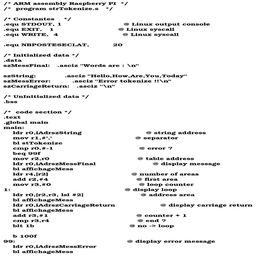 /* ARM assembly Raspberry PI  */
/*  program strTokenize.s   */

/* Constantes    */
.equ STDOUT, 1                           @ Linux output console
.equ EXIT,   1                           @ Linux syscall
.equ WRITE,  4                           @ Linux syscall

.equ NBPOSTESECLAT,       20

/* Initialized data */
.data
szMessFinal:    .asciz "Words are : \n"

szString:          .asciz "Hello,How,Are,You,Today"
szMessError:       .asciz "Error tokenize !!\n"
szCarriageReturn:  .asciz "\n"

/* UnInitialized data */
.bss

/*  code section */
.text
.global main
main:
    ldr r0,iAdrszString                   @ string address
    mov r1,#','                           @ separator
    bl stTokenize
    cmp r0,#-1                            @ error ?
    beq 99f
    mov r2,r0                             @ table address
    ldr r0,iAdrszMessFinal                @ display message
    bl affichageMess
    ldr r4,[r2]                           @ number of areas
    add r2,#4                             @ first area
    mov r3,#0                             @ loop counter
1:                                        @ display loop
    ldr r0,[r2,r3, lsl #2]                @ address area
    bl affichageMess
    ldr r0,iAdrszCarriageReturn           @ display carriage return
    bl affichageMess
    add r3,#1                             @ counter + 1
    cmp r3,r4                             @ end ?
    blt 1b                                @ no -> loop

    b 100f
99:                                       @ display error message
    ldr r0,iAdrszMessError
    bl affichageMess